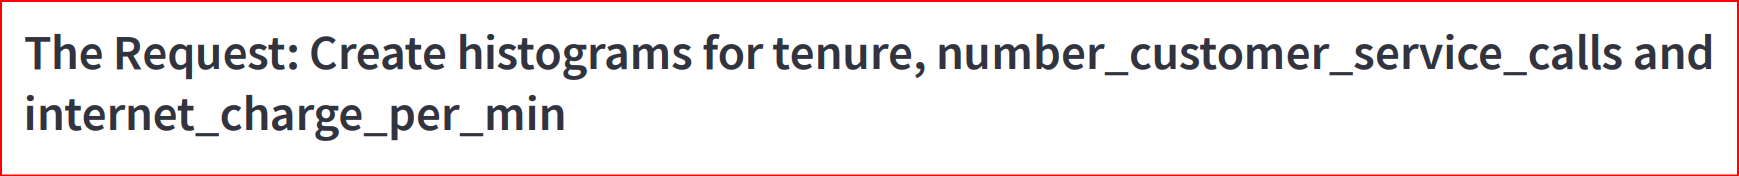 The Request: Create histograms for tenure, number_customer_service_calls and
internet_charge_per_min